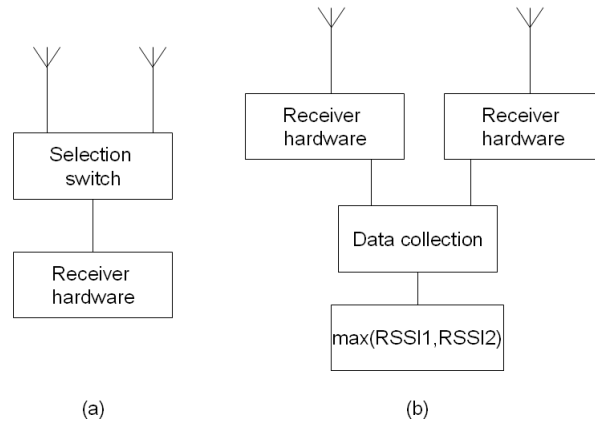 Selection
switch
Receiver
hardware
(a)
Receiver
hardware
Receiver
hardware
Data collection
max(RSSI1,RSSI2)
(b)